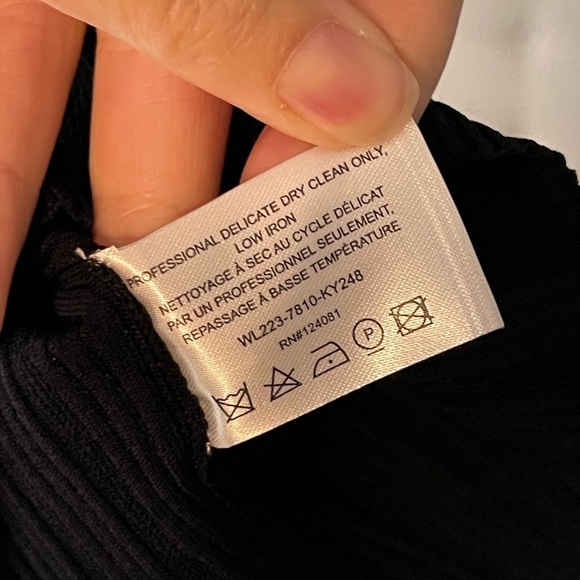 PROFESSIONAL DELICATE DRY CLEAN ONLY,
LOW IRON
NETTOYAGE À SEC AU CYCLE DÉLICAT
PAR UN PROFESSIONNEL SEULEMENT.
REPASSAGE À BASSE TEMPÉRATURE
WL223-7810-KY248
RN#124081
P